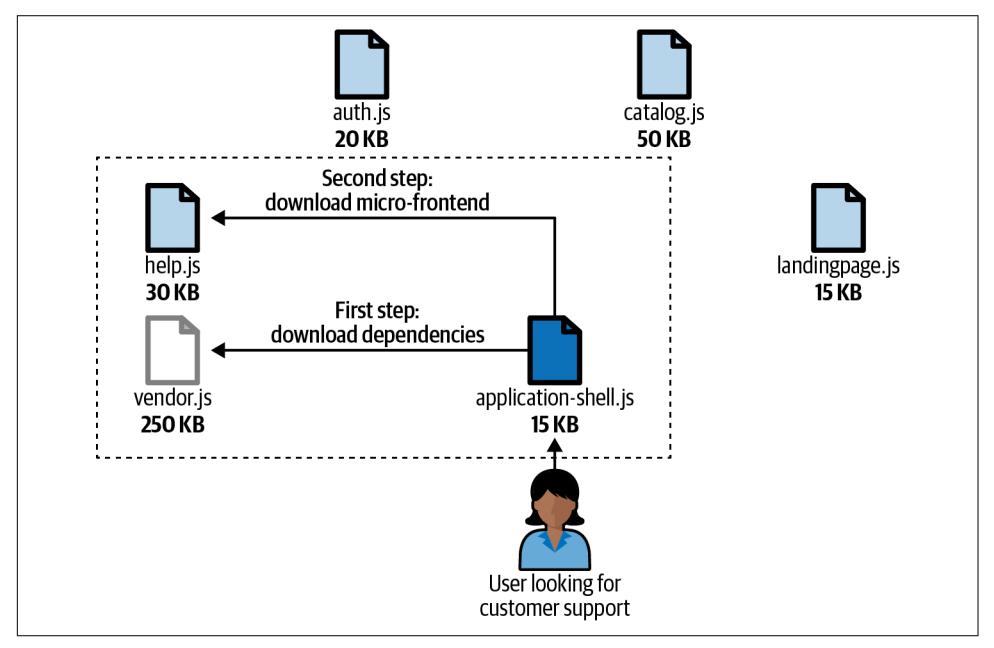 auth.js
20 KB
catalog.js
50 KB
Second step:
download micro-frontend
help.js
30 KB
landingpage.js
15 KB
First step:
download dependencies
vendor.js
250 KB
application-shell.js
15 KB
User looking for
customer support